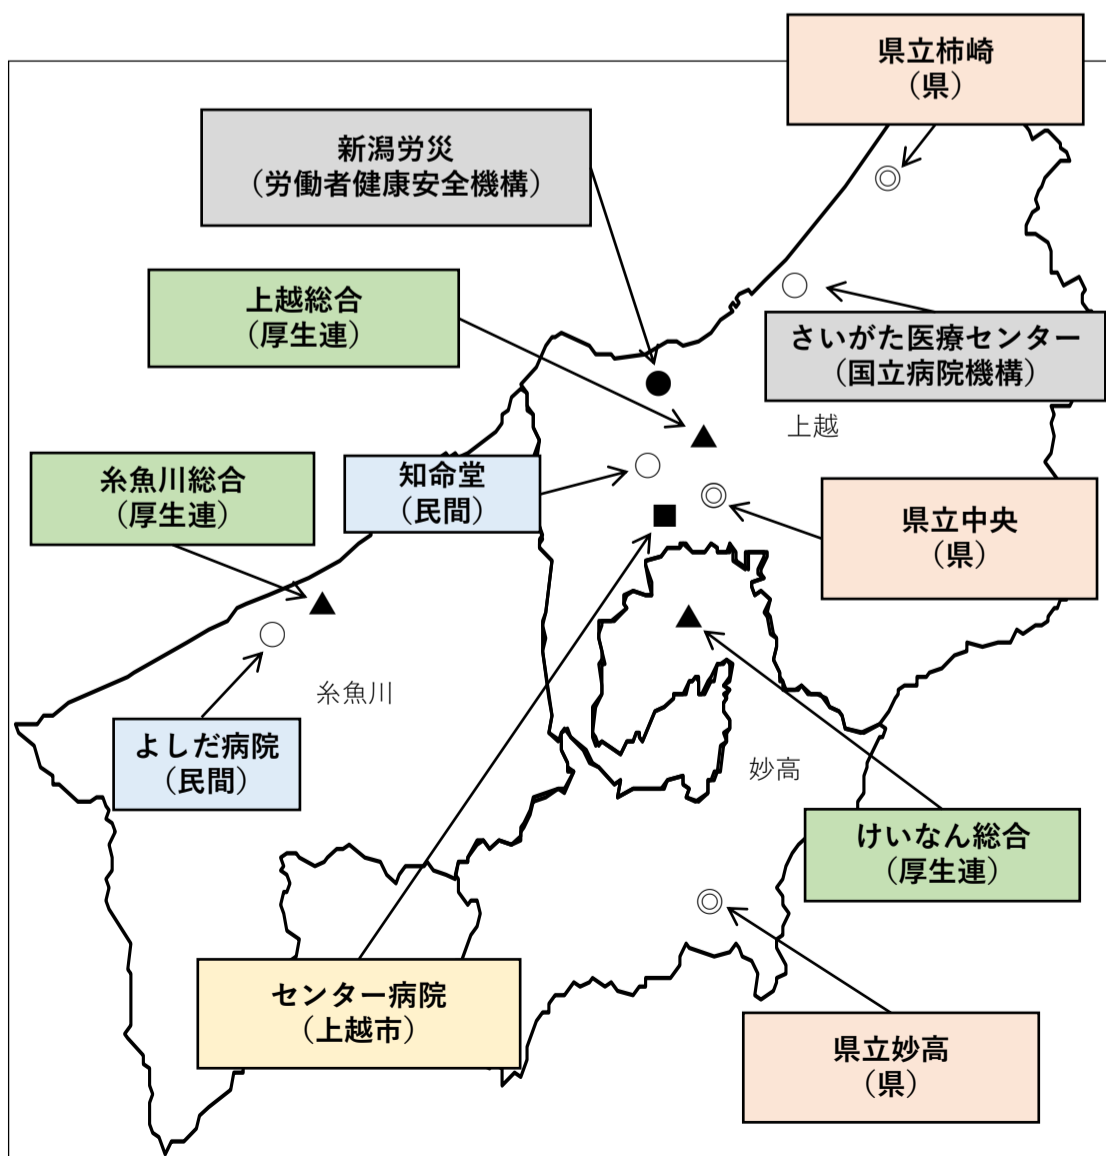 県立柿崎
（県）
新潟労災
（労働者健康安全機構）
上越総合
（厚生連）
さいがた医療センター
（国立病院機構）
上越
糸魚川総合
（厚生連）
知命堂
（民間）
県立中央
（県）
糸魚川
よしだ病院
（民間）
妙高
けいなん総合
（厚生連）
センター病院
（上越市）
県立妙高
（県）